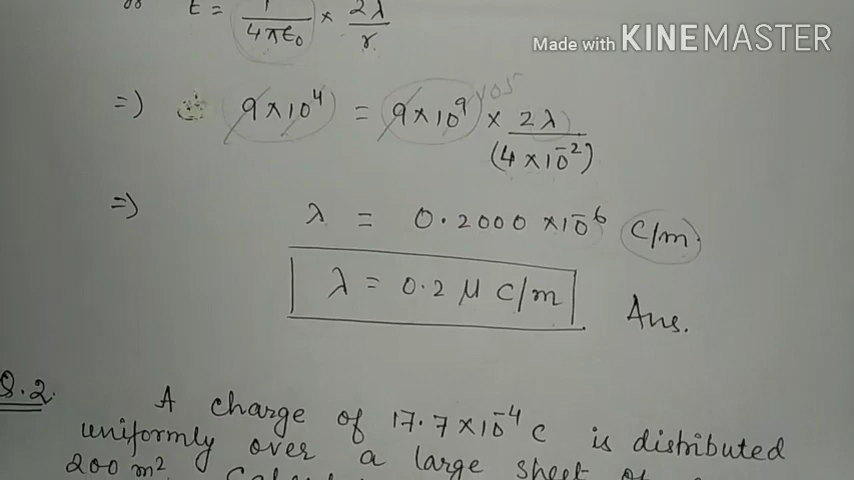 E = 1/4πε₀ × 2λ/r
Made with KINEMASTER
=) 9×10⁴ = 9×10⁹ × 2λ/(4×10⁻²)
=) λ = 0.2000 ×10⁻⁶ C/m.
λ = 0.2 μ C/m. Ans.
Q.2. A charge of 17.7×10⁻⁴ C is distributed
uniformly over a large sheet of
200 m²